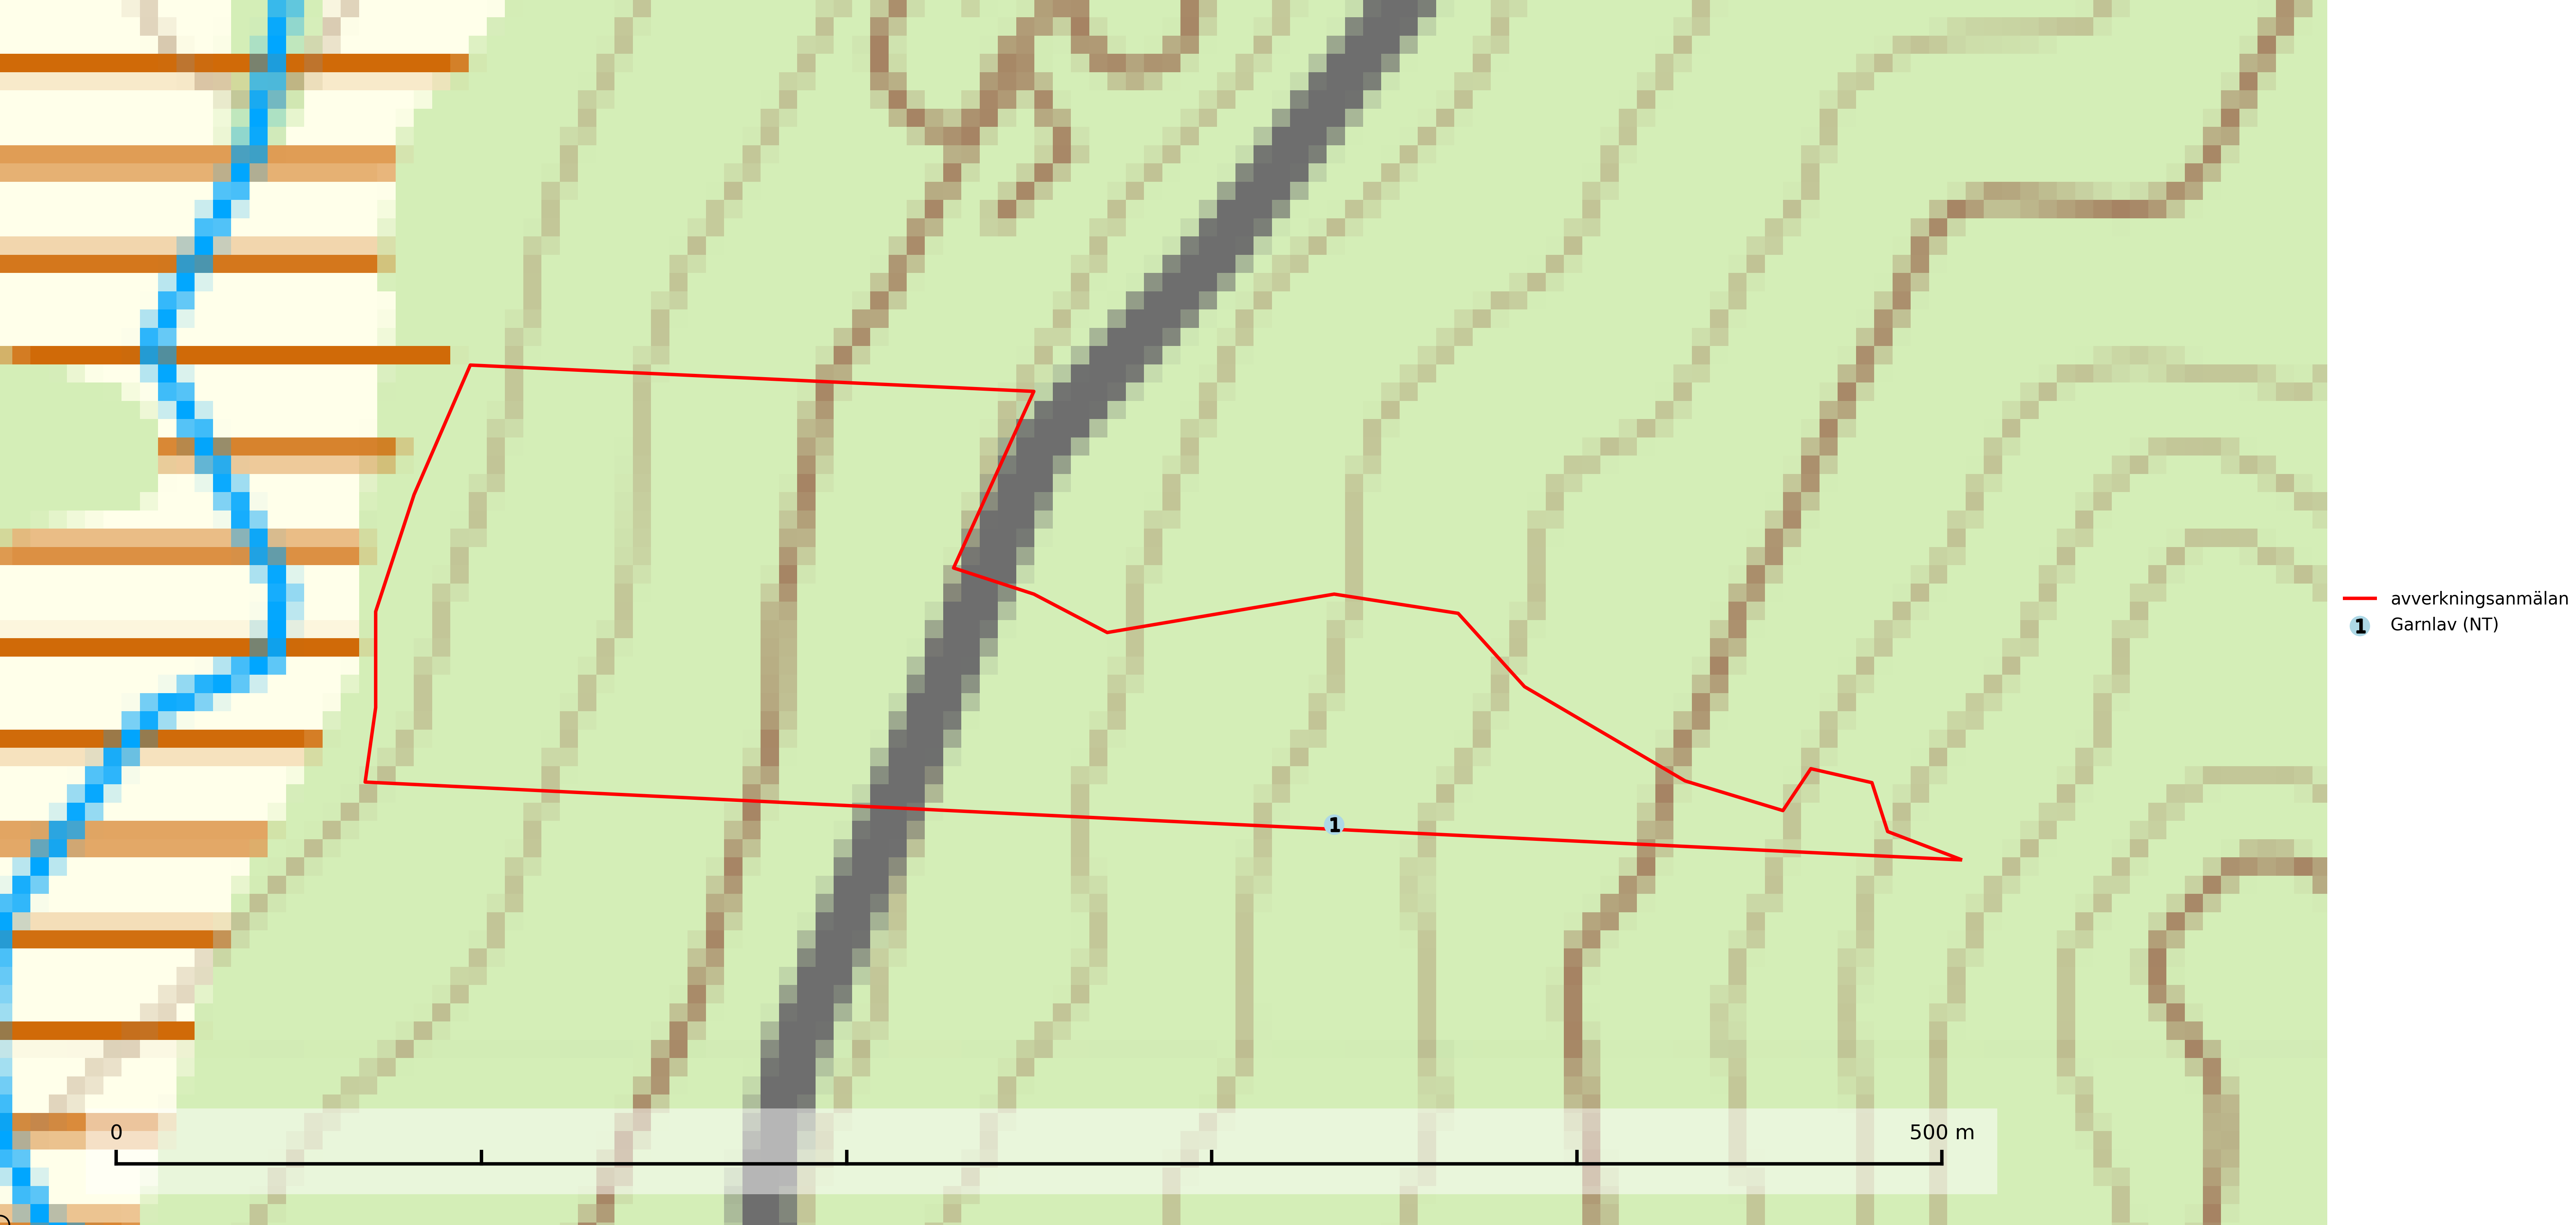 avverkningsanmälan
1 Garnlav (NT)
1
0 500 m